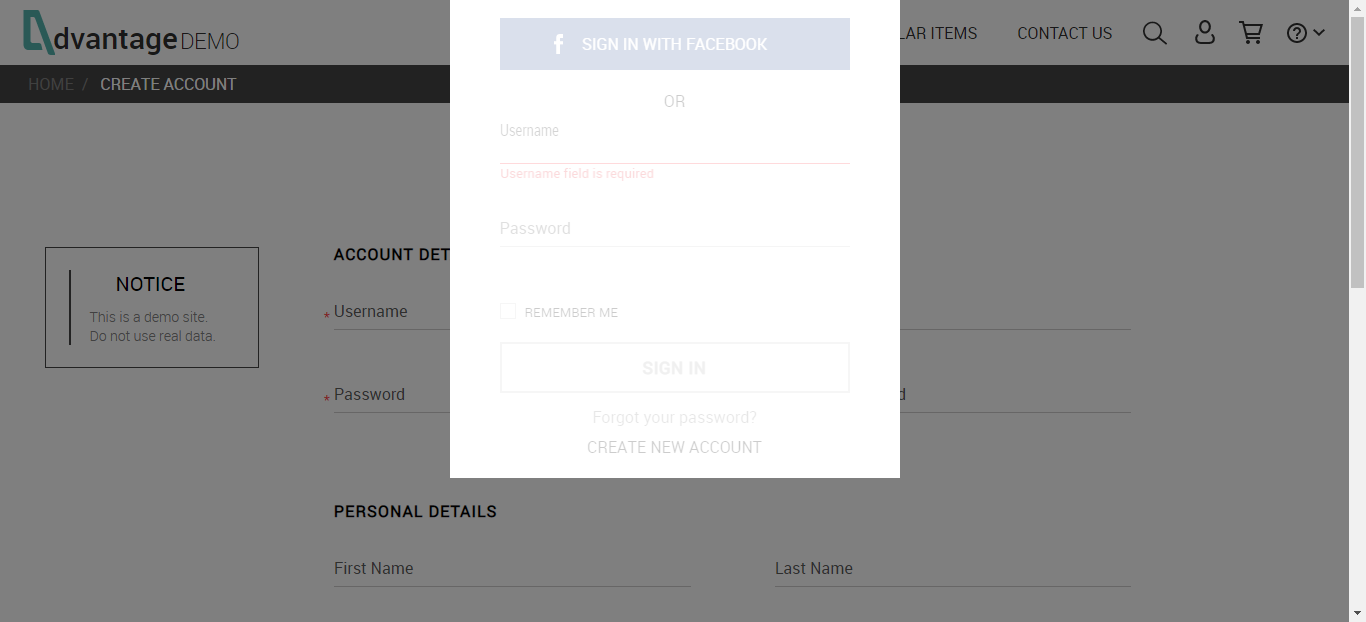 dvantage DEMO
LAR ITEMS
CONTACT US
HOME / CREATE ACCOUNT
SIGN IN WITH FACEBOOK
OR
Username
Username field is required
Password
REMEMBER ME
SIGN IN
Forgot your password?
CREATE NEW ACCOUNT
NOTICE
This is a demo site.
Do not use real data.
ACCOUNT DET
* Username
* Password
d
PERSONAL DETAILS
First Name
Last Name